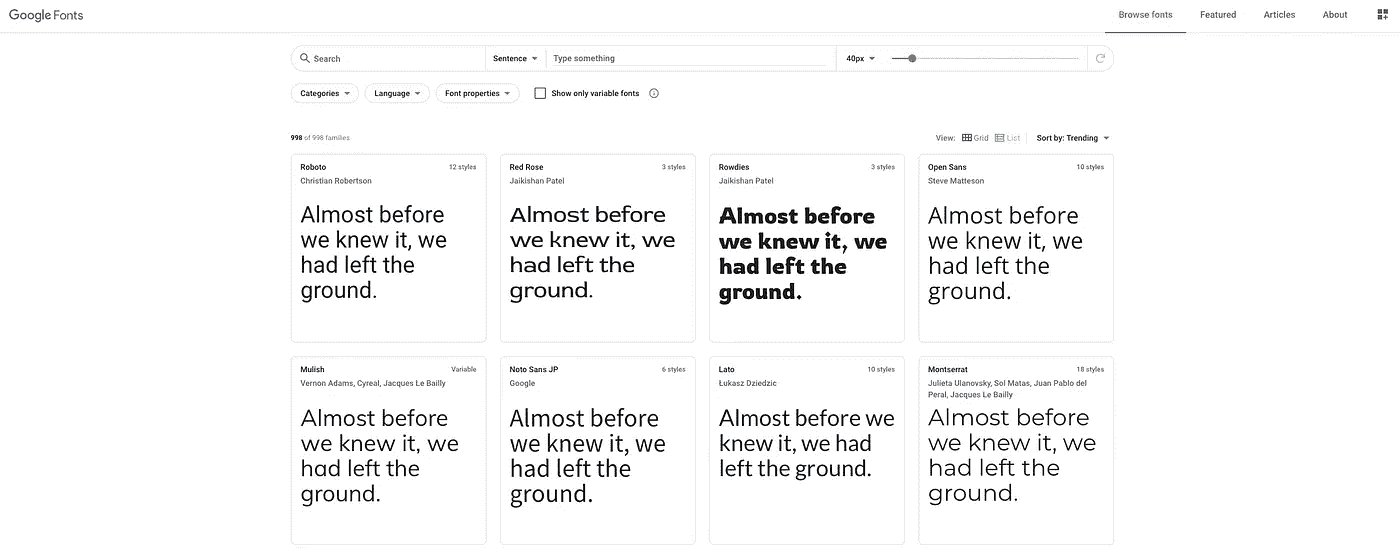 Google Fonts
Browse fonts Featured Articles About
Search Sentence Type something 40px
Categories Language Font properties Show only variable fonts
998 of 998 families View: Grid List Sort by: Trending
Roboto 12 styles
Christian Robertson
Almost before
we knew it, we
had left the
ground.
Red Rose 3 styles
Jaikishan Patel
Almost before
we knew it, we
had left the
ground.
Rowdies 3 styles
Jaikishan Patel
Almost before
we knew it, we
had left the
ground.
Open Sans 10 styles
Steve Matteson
Almost before
we knew it, we
had left the
ground.
Mulish Variable
Vernon Adams, Cyreal, Jacques Le Bailly
Almost before
we knew it, we
had left the
ground.
Noto Sans JP 6 styles
Google
Almost before
we knew it, we
had left the
ground.
Lato 10 styles
Łukasz Dziedzic
Almost before we
knew it, we had
left the ground.
Montserrat 18 styles
Julieta Ulanovsky, Sol Matas, Juan Pablo del
Peral, Jacques Le Bailly
Almost before
we knew it, we
had left the
ground.